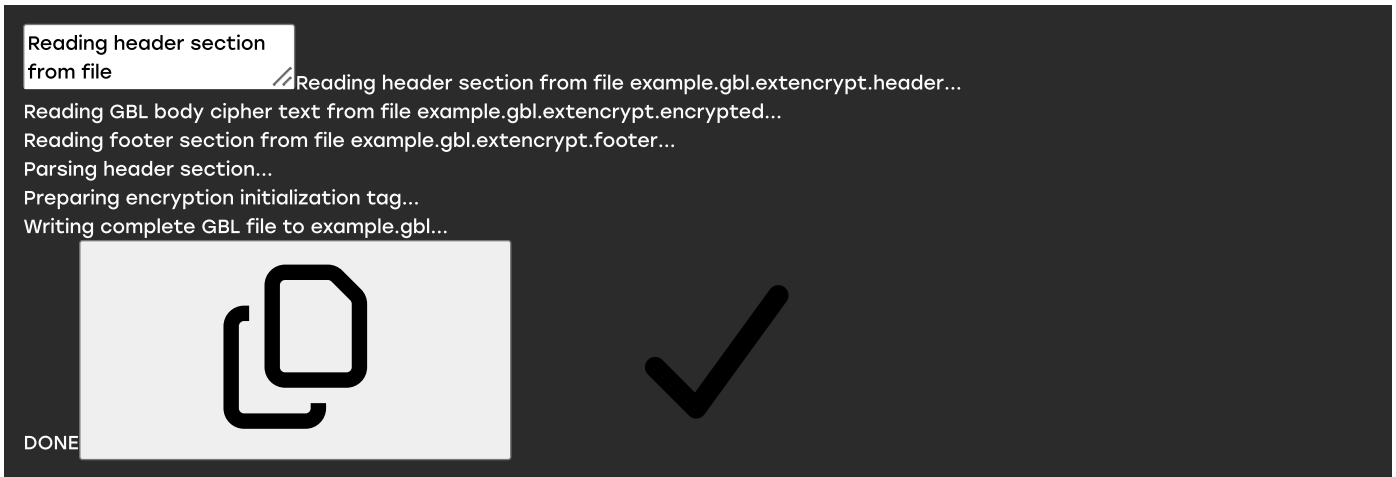 Reading header section
from file
Reading header section from file example.gbl.extencrypt.header...
Reading GBL body cipher text from file example.gbl.extencrypt.encrypted...
Reading footer section from file example.gbl.extencrypt.footer...
Parsing header section...
Preparing encryption initialization tag...
Writing complete GBL file to example.gbl...
DONE